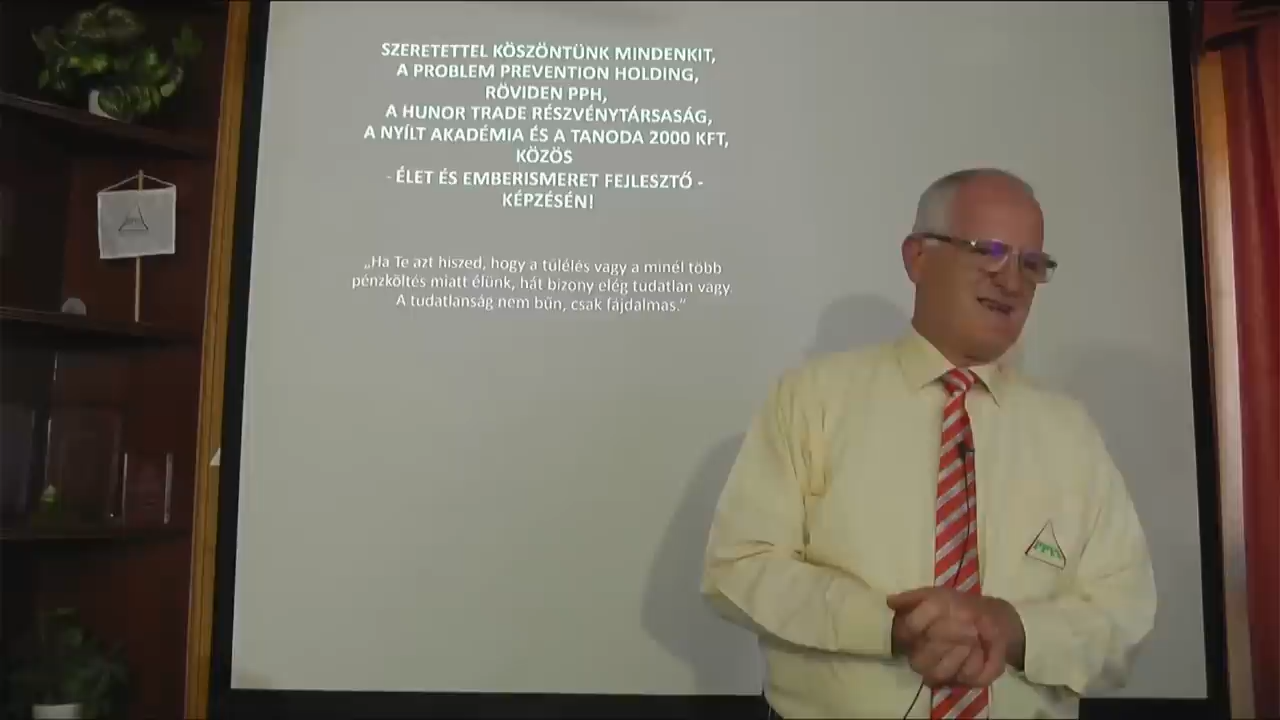 SZERETETTEL KÖSZÖNTÜNK MINDENKIT,
A PROBLEM PREVENTION HOLDING,
RÖVIDEN PPH,
A HUNOR TRADE RÉSZVÉNYTÁRSASÁG,
A NYÍLT AKADÉMIA ÉS A TANODA 2000 KFT,
KÖZÖS
- ÉLET ÉS EMBERISMERET FEJLESZTŐ -
KÉPZÉSÉN!
„Ha Te azt hiszed, hogy a túlélés vagy a minél több
pénzköltés miatt élünk, hát bizony elég tudatlan vagy.
A tudatlanság nem bűn, csak fájdalmas.”